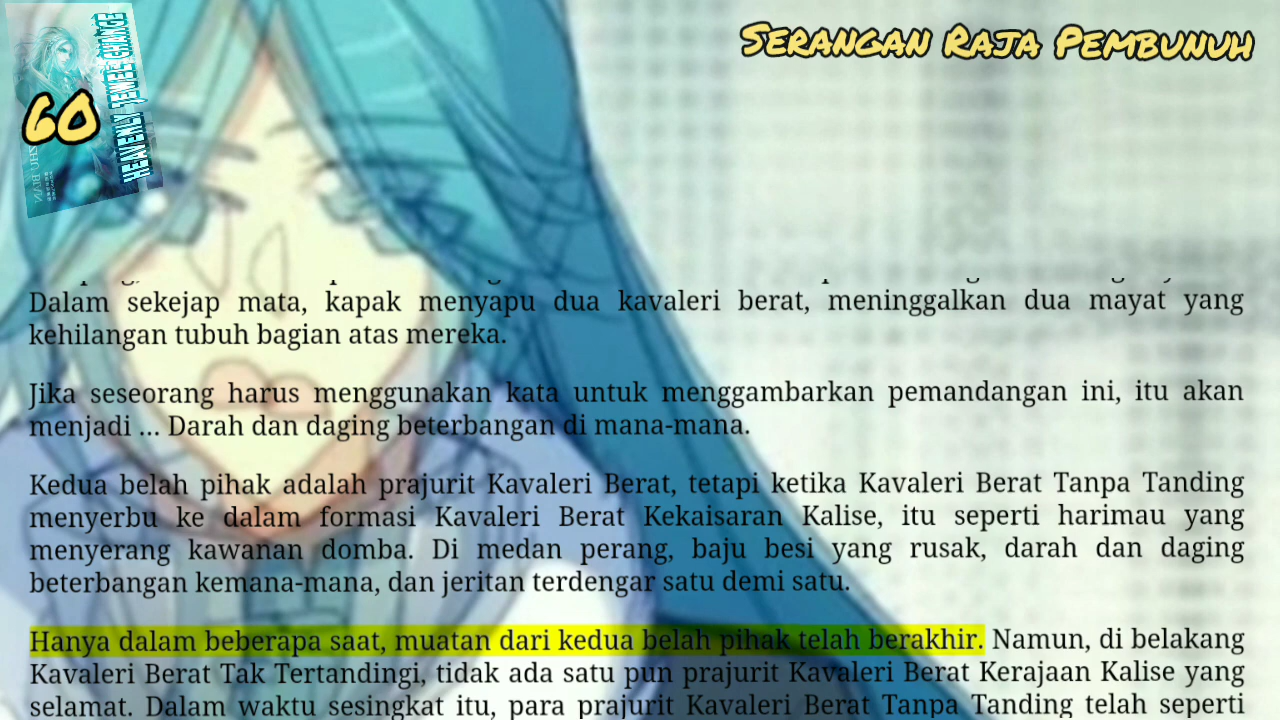 SERANGAN RAJA PEMBUNUH
60
HEAVENLY JEWEL CHANGE
Dalam sekejap mata, kapak menyapu dua kavaleri berat, meninggalkan dua mayat yang
kehilangan tubuh bagian atas mereka.
Jika seseorang harus menggunakan kata untuk menggambarkan pemandangan ini, itu akan
menjadi ... Darah dan daging beterbangan di mana-mana.
Kedua belah pihak adalah prajurit Kavaleri Berat, tetapi ketika Kavaleri Berat Tanpa Tanding
menyerbu ke dalam formasi Kavaleri Berat Kekaisaran Kalise, itu seperti harimau yang
menyerang kawanan domba. Di medan perang, baju besi yang rusak, darah dan daging
beterbangan kemana-mana, dan jeritan terdengar satu demi satu.
Hanya dalam beberapa saat, muatan dari kedua belah pihak telah berakhir. Namun, di belakang
Kavaleri Berat Tak Tertandingi, tidak ada satu pun prajurit Kavaleri Berat Kerajaan Kalise yang
selamat. Dalam waktu sesingkat itu, para prajurit Kavaleri Berat Tanpa Tanding telah seperti